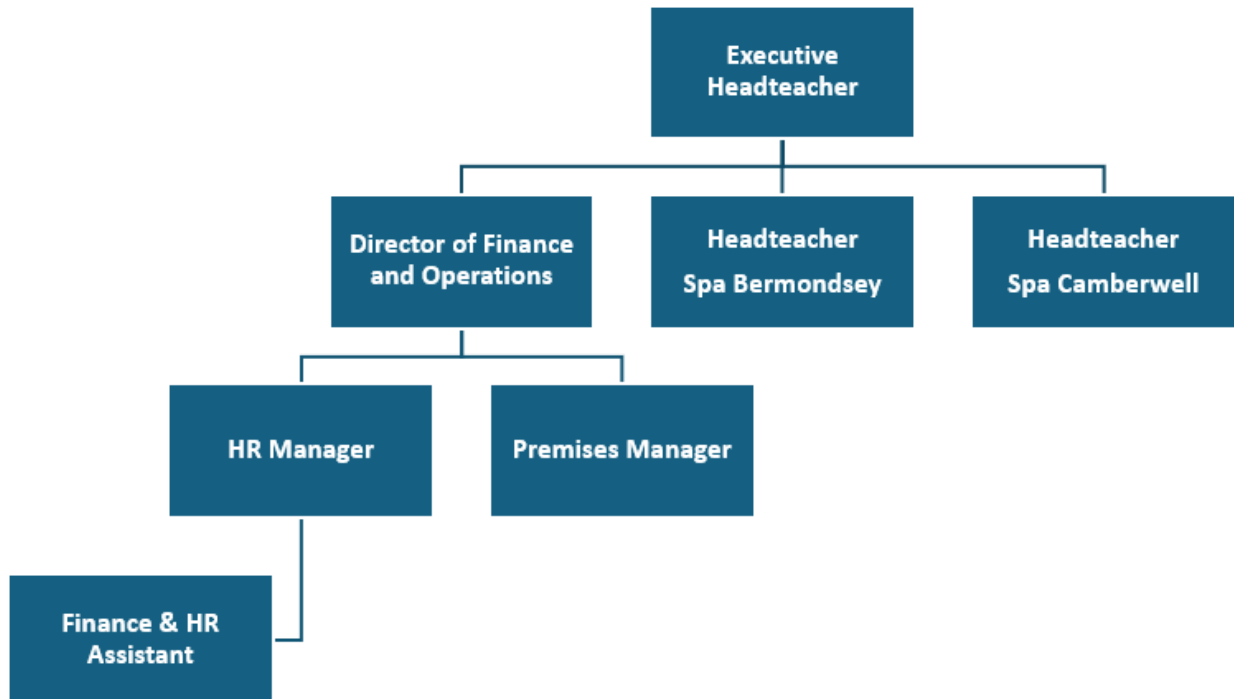 Executive
Headteacher
Director of Finance
and Operations
Headteacher
Spa Bermondsey
Headteacher
Spa Camberwell
HR Manager
Premises Manager
Finance & HR
Assistant